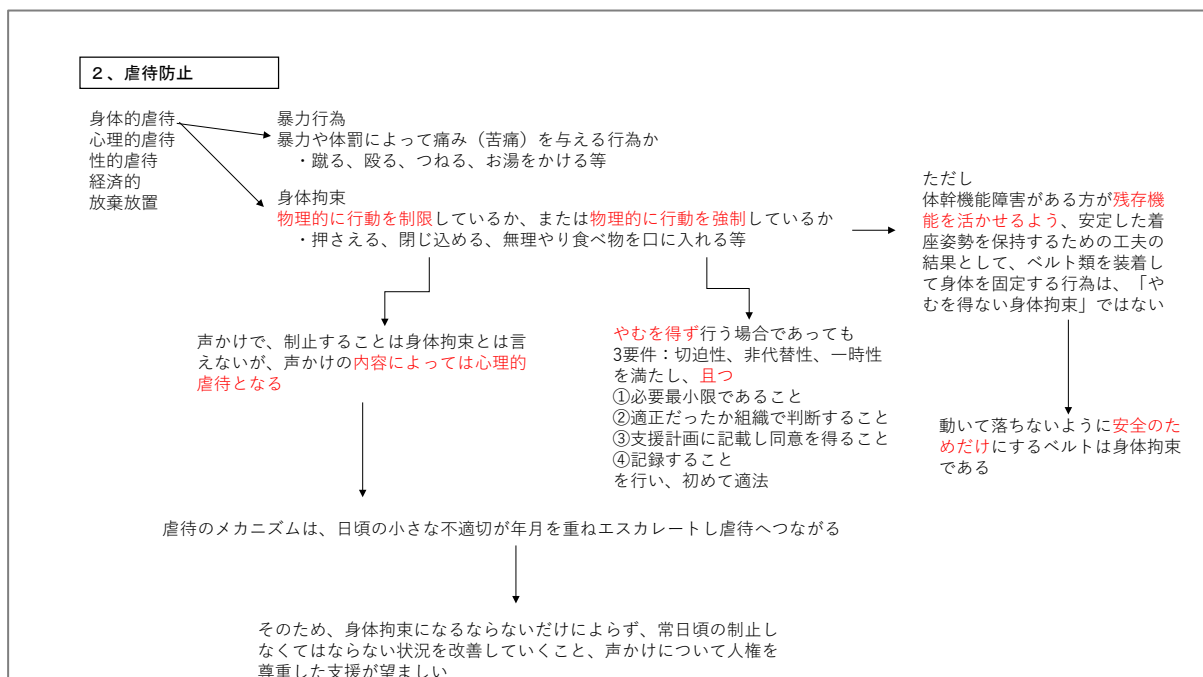 ２、虐待防止
身体的虐待
心理的虐待
性的虐待
経済的
放棄放置
暴力行為
暴力や体罰によって痛み（苦痛）を与える行為か
・蹴る、殴る、つねる、お湯をかける等
身体拘束
物理的に行動を制限しているか、または物理的に行動を強制しているか
・押さえる、閉じ込める、無理やり食べ物を口に入れる等
ただし
体幹機能障害がある方が残存機
能を活かせるよう、安定した着
座姿勢を保持するための工夫の
結果として、ベルト類を装着し
て身体を固定する行為は、「や
むを得ない身体拘束」ではない
声かけで、制止することは身体拘束とは言
えないが、声かけの内容によっては心理的
虐待となる
やむを得ず行う場合であっても
3要件：切迫性、非代替性、一時性
を満たし、且つ
①必要最小限であること
②適正だったか組織で判断すること
③支援計画に記載し同意を得ること
④記録すること
を行い、初めて適法
動いて落ちないように安全のた
めだけにするベルトは身体拘束
である
虐待のメカニズムは、日頃の小さな不適切が年月を重ねエスカレートし虐待へつながる
そのため、身体拘束になるならないだけによらず、常日頃の制止し
なくてはならない状況を改善していくこと、声かけについて人権を
尊重した支援が望ましい